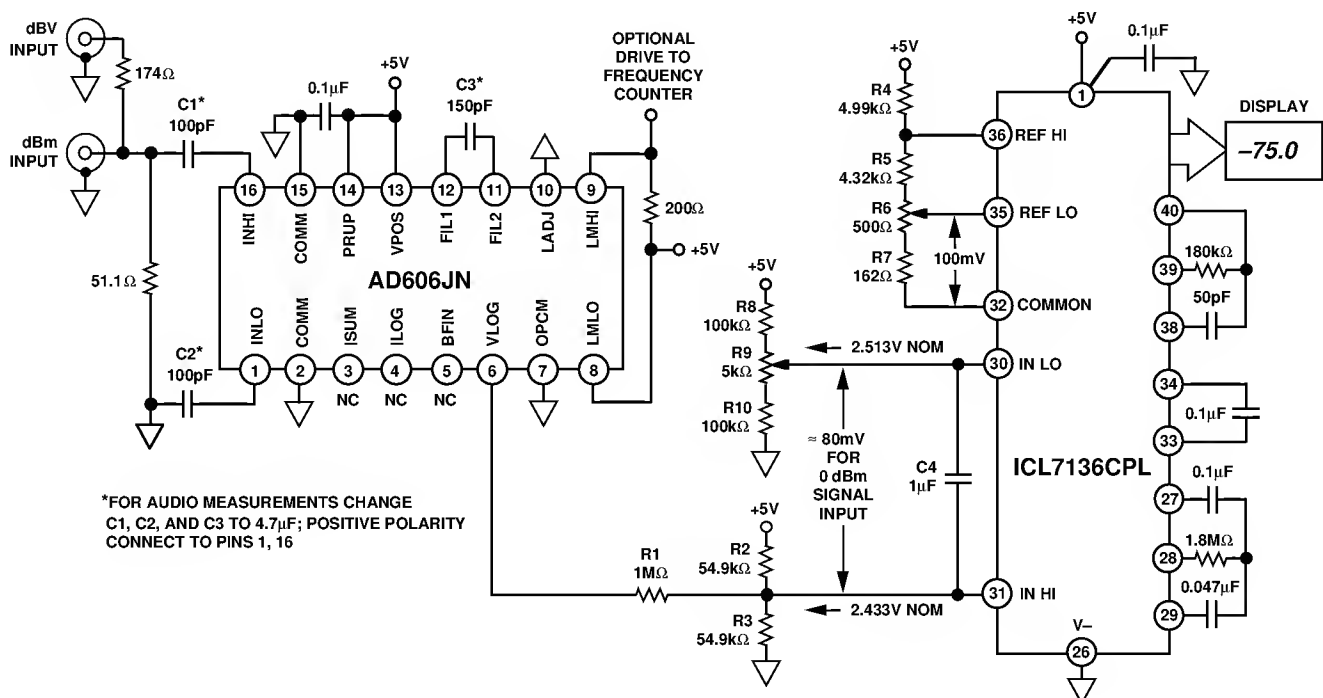 dBV
INPUT
174Ω
dBm
INPUT
C1*
100pF
51.1Ω
C2*
100pF
0.1µF
+5V
C3*
150pF
OPTIONAL
DRIVE TO
FREQUENCY
COUNTER
16
15
14
13
12
11
10
9
INHI
COMM
PRUP
VPOS
FIL1
FIL2
LADJ
LMHI
AD606JN
INLO
COMM
ISUM
ILOG
BFIN
VLOG
OPCM
LMLO
1
2
3
4
5
6
7
8
NC
NC
NC
200Ω
+5V
*FOR AUDIO MEASUREMENTS CHANGE
C1, C2, AND C3 TO 4.7µF; POSITIVE POLARITY
CONNECT TO PINS 1, 16
+5V
R4
4.99kΩ
R5
4.32kΩ
R6
500Ω
R7
162Ω
100mV
+5V
R8
100kΩ
R9
5kΩ
R10
100kΩ
2.513V NOM
≈ 80mV
FOR
0 dBm
SIGNAL
INPUT
C4
1µF
+5V
R1
1MΩ
R2
54.9kΩ
R3
54.9kΩ
2.433V NOM
+5V
0.1µF
1
36 REF HI
35 REF LO
32 COMMON
30 IN LO
31 IN HI
V–
26
ICL7136CPL
DISPLAY
–75.0
40
180kΩ
39
50pF
38
34
0.1µF
33
0.1µF
27
1.8MΩ
28
0.047µF
29